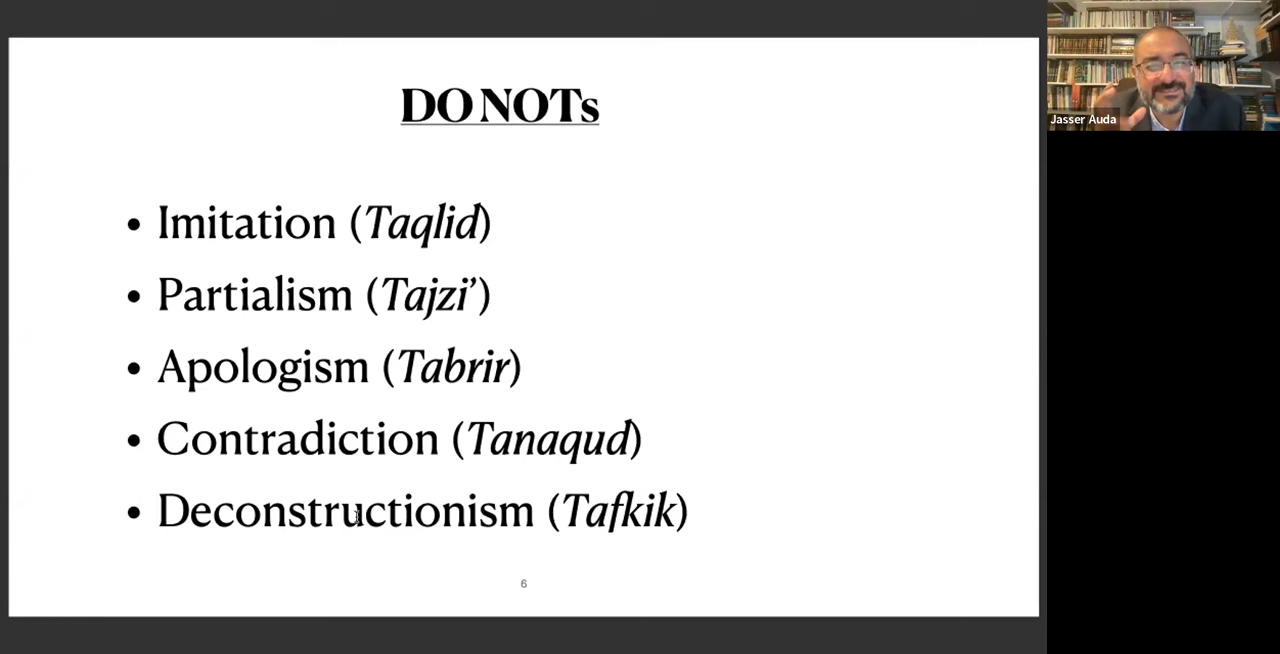 DO NOTs
• Imitation (Taqlid)
• Partialism (Tajzi’)
• Apologism (Tabrir)
• Contradiction (Tanaqud)
• Deconstructionism (Tafkik)
6
Jasser Auda